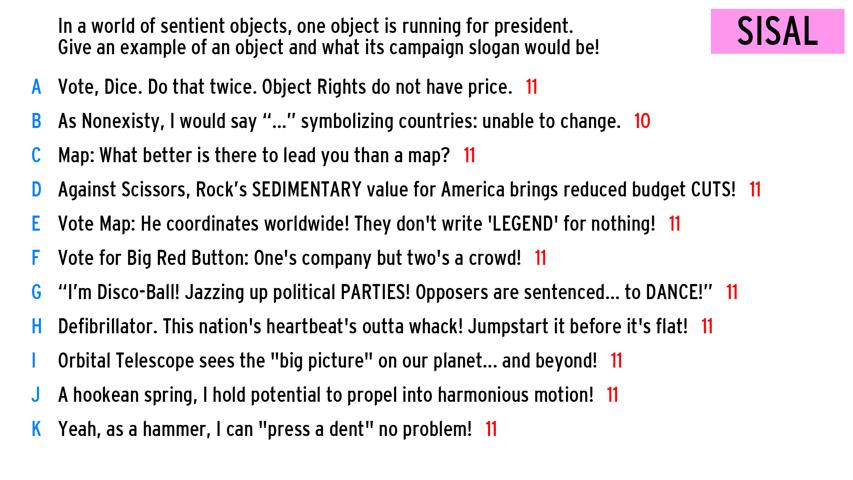 In a world of sentient objects, one object is running for president.
Give an example of an object and what its campaign slogan would be!
SISAL
A Vote, Dice. Do that twice. Object Rights do not have price. 11
B As Nonexisty, I would say “...” symbolizing countries: unable to change. 10
C Map: What better is there to lead you than a map? 11
D Against Scissors, Rock’s SEDIMENTARY value for America brings reduced budget CUTS! 11
E Vote Map: He coordinates worldwide! They don't write 'LEGEND' for nothing! 11
F Vote for Big Red Button: One's company but two's a crowd! 11
G “I’m Disco-Ball! Jazzing up political PARTIES! Opposers are sentenced... to DANCE!” 11
H Defibrillator. This nation's heartbeat's outta whack! Jumpstart it before it's flat! 11
I Orbital Telescope sees the "big picture" on our planet... and beyond! 11
J A hookean spring, I hold potential to propel into harmonious motion! 11
K Yeah, as a hammer, I can "press a dent" no problem! 11